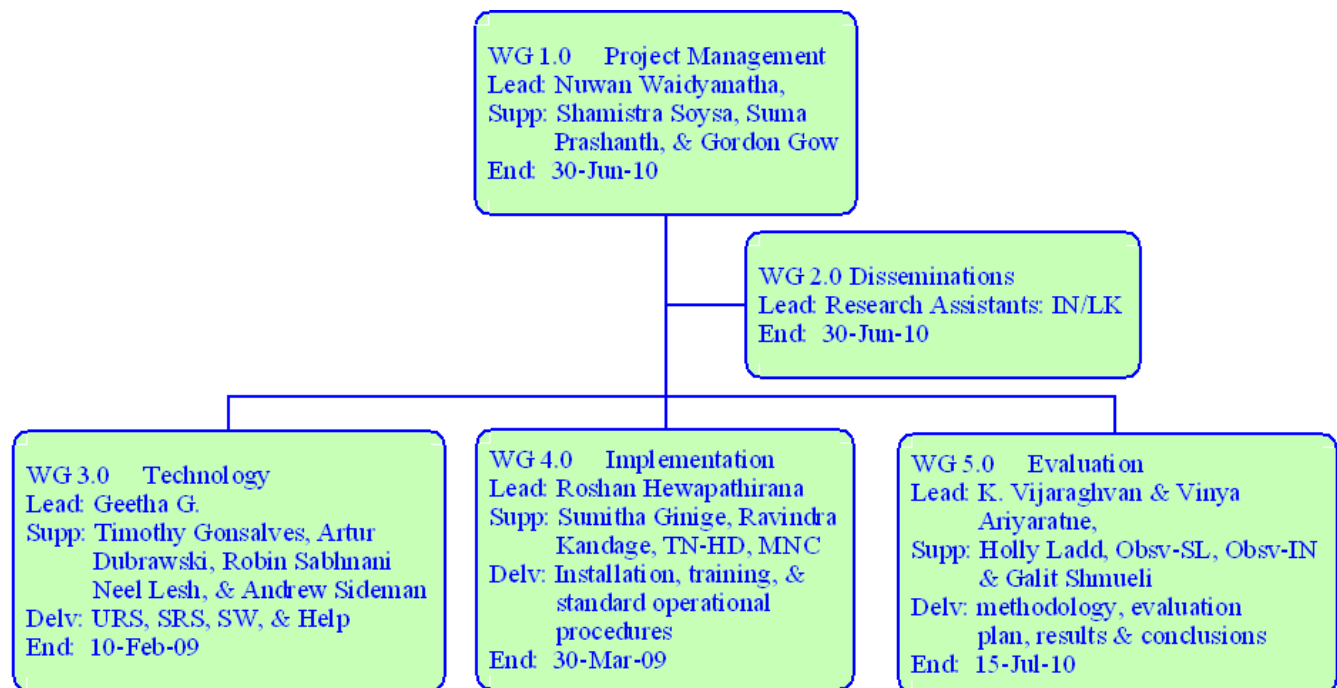 WG 1.0 Project Management
Lead: Nuwan Waidyanatha,
Supp: Shamistra Soysa, Suma
Prashanth, & Gordon Gow
End: 30-Jun-10
WG 2.0 Disseminations
Lead: Research Assistants: IN/LK
End: 30-Jun-10
WG 3.0 Technology
Lead: Geetha G.
Supp: Timothy Gonsalves, Artur
Dubrawski, Robin Sabhnani
Neel Lesh, & Andrew Sideman
Delv: URS, SRS, SW, & Help
End: 10-Feb-09
WG 4.0 Implementation
Lead: Roshan Hewapathirana
Supp: Sumitha Ginige, Ravindra
Kandage, TN-HD, MNC
Delv: Installation, training, &
standard operational
procedures
End: 30-Mar-09
WG 5.0 Evaluation
Lead: K. Vijaraghvan & Vinya
Ariyaratne,
Supp: Holly Ladd, Obsv-SL, Obsv-IN
& Galit Shmueli
Delv: methodology, evaluation
plan, results & conclusions
End: 15-Jul-10